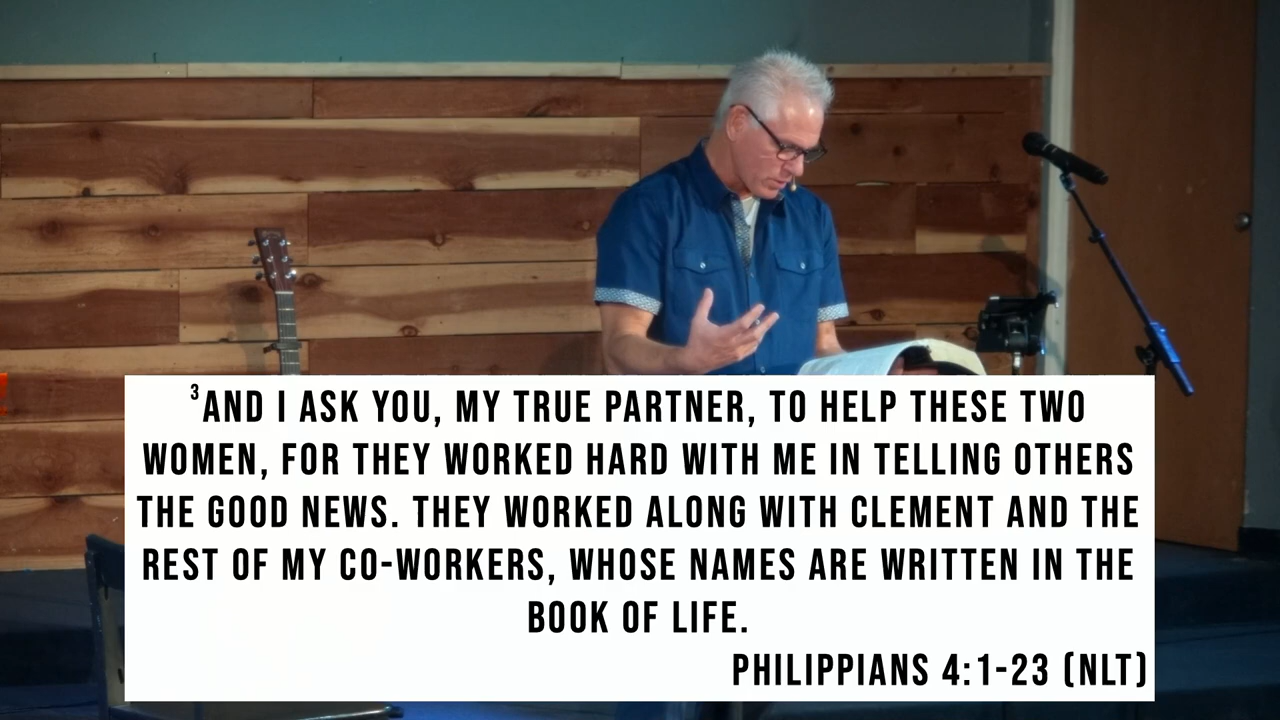 ³AND I ASK YOU, MY TRUE PARTNER, TO HELP THESE TWO
WOMEN, FOR THEY WORKED HARD WITH ME IN TELLING OTHERS
THE GOOD NEWS. THEY WORKED ALONG WITH CLEMENT AND THE
REST OF MY CO-WORKERS, WHOSE NAMES ARE WRITTEN IN THE
BOOK OF LIFE.
PHILIPPIANS 4:1-23 (NLT)